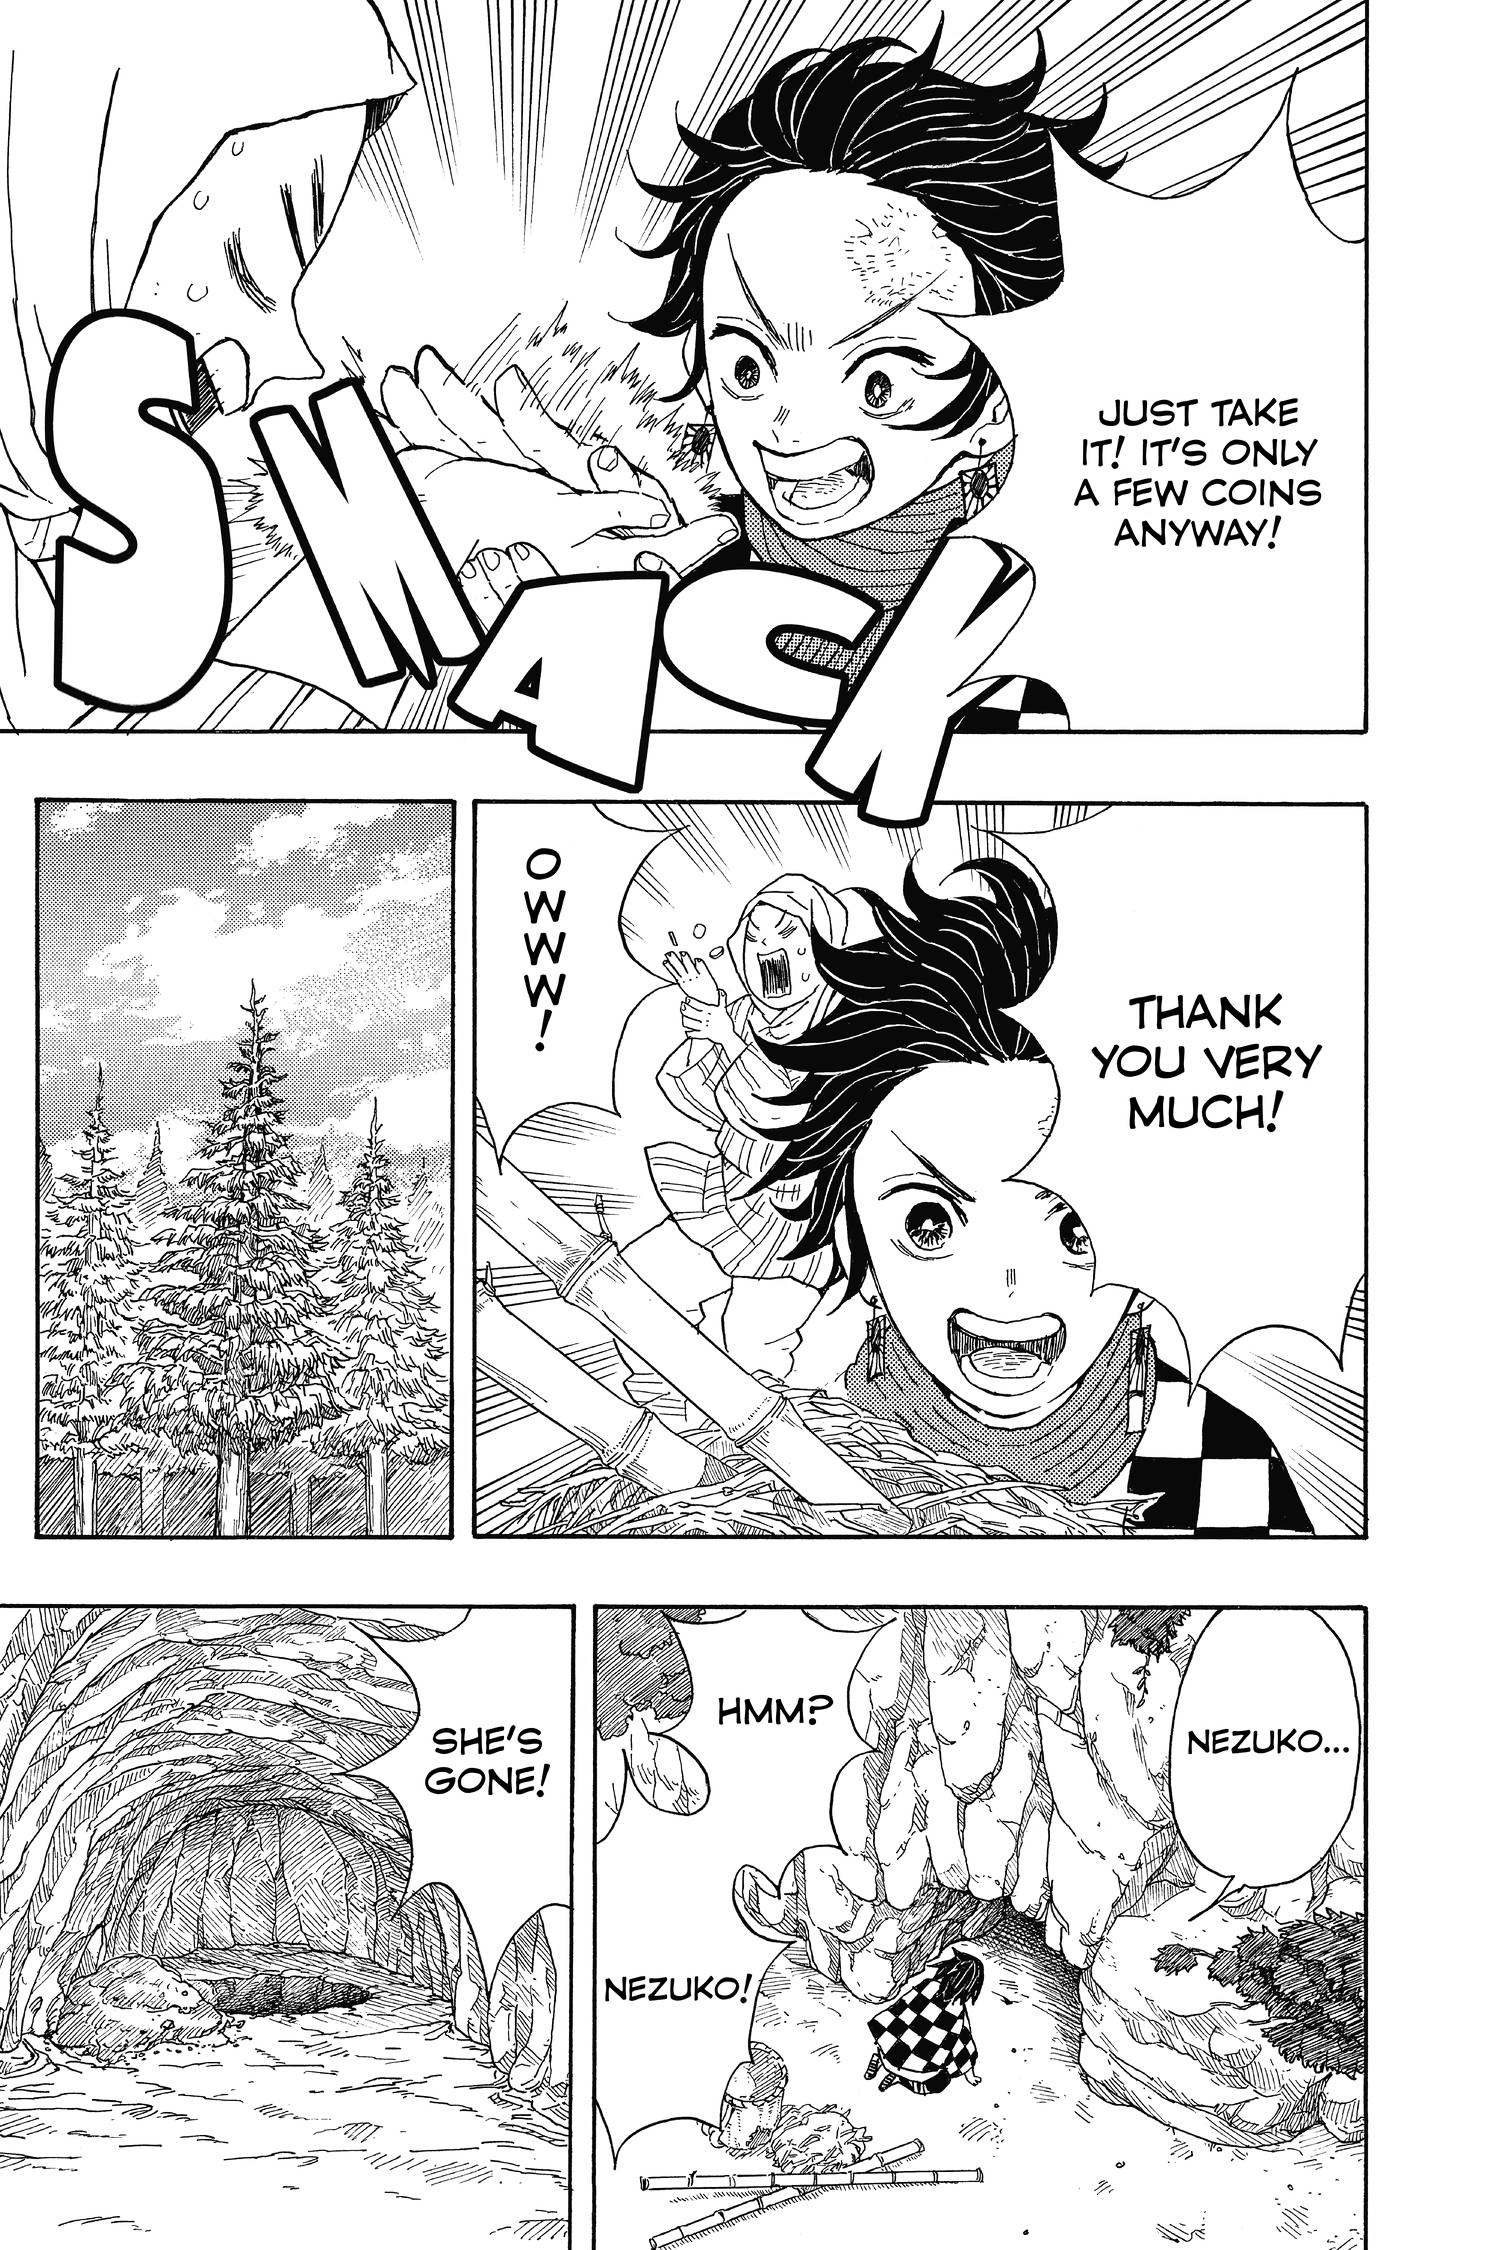 JUST TAKE
IT! IT'S ONLY
A FEW COINS
ANYWAY!
SMACK
THANK
YOU VERY
MUCH!
OWWW!
NEZUKO...
HMM?
NEZUKO!
SHE'S
GONE!